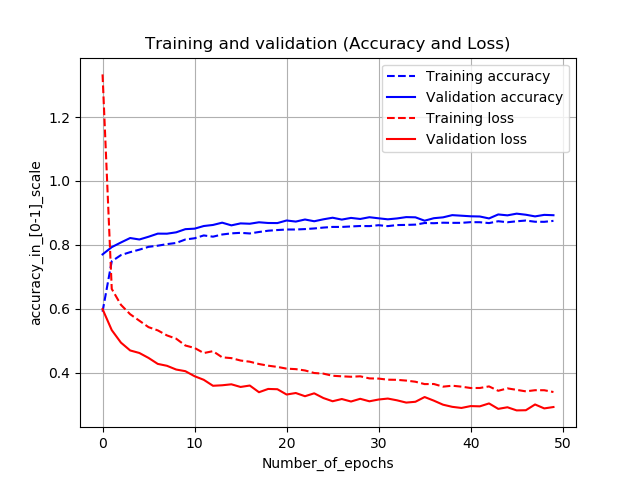 Training and validation (Accuracy and Loss)
Training accuracy
Validation accuracy
Training loss
Validation loss
accuracy_in_[0-1]_scale
1.2
1.0
0.8
0.6
0.4
0 10 20 30 40 50
Number_of_epochs